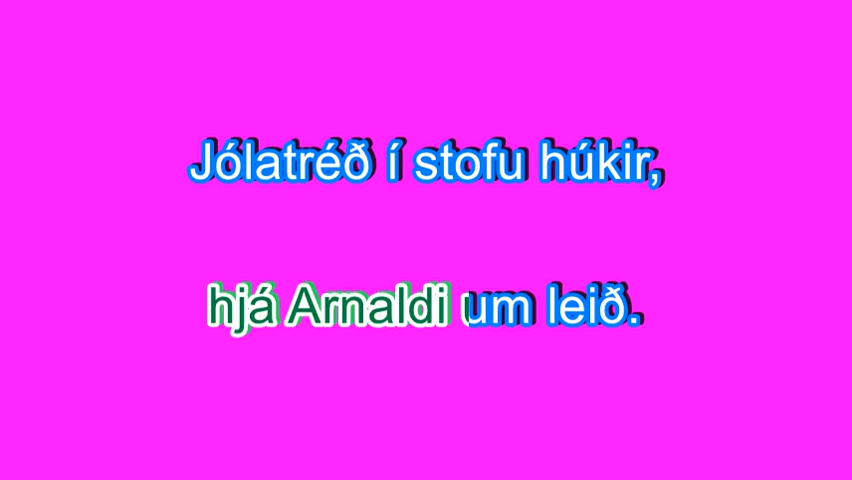 Jólatréð í stofu húkir,
hjá Arnaldi um leið.